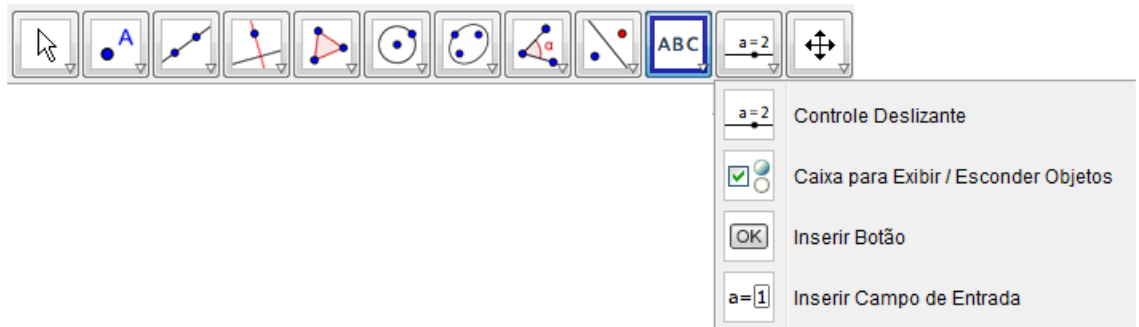 A
α
ABC
a=2
a=2
Controle Deslizante
Caixa para Exibir / Esconder Objetos
OK
Inserir Botão
a=1
Inserir Campo de Entrada